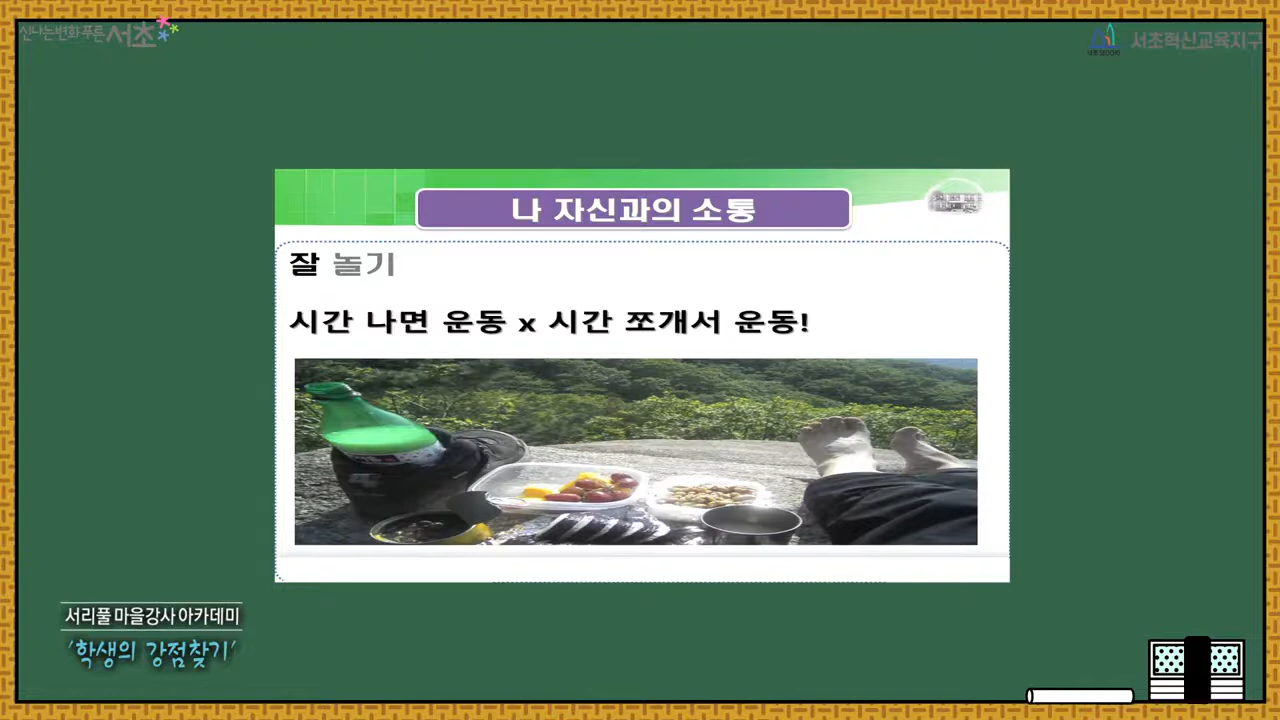 신나는 변화 푸른 서초
서초혁신교육지구
나 자신과의 소통
잘 놀기
시간 나면 운동 x 시간 쪼개서 운동!
서리풀 마을강사 아카데미
'학생의 강점찾기'